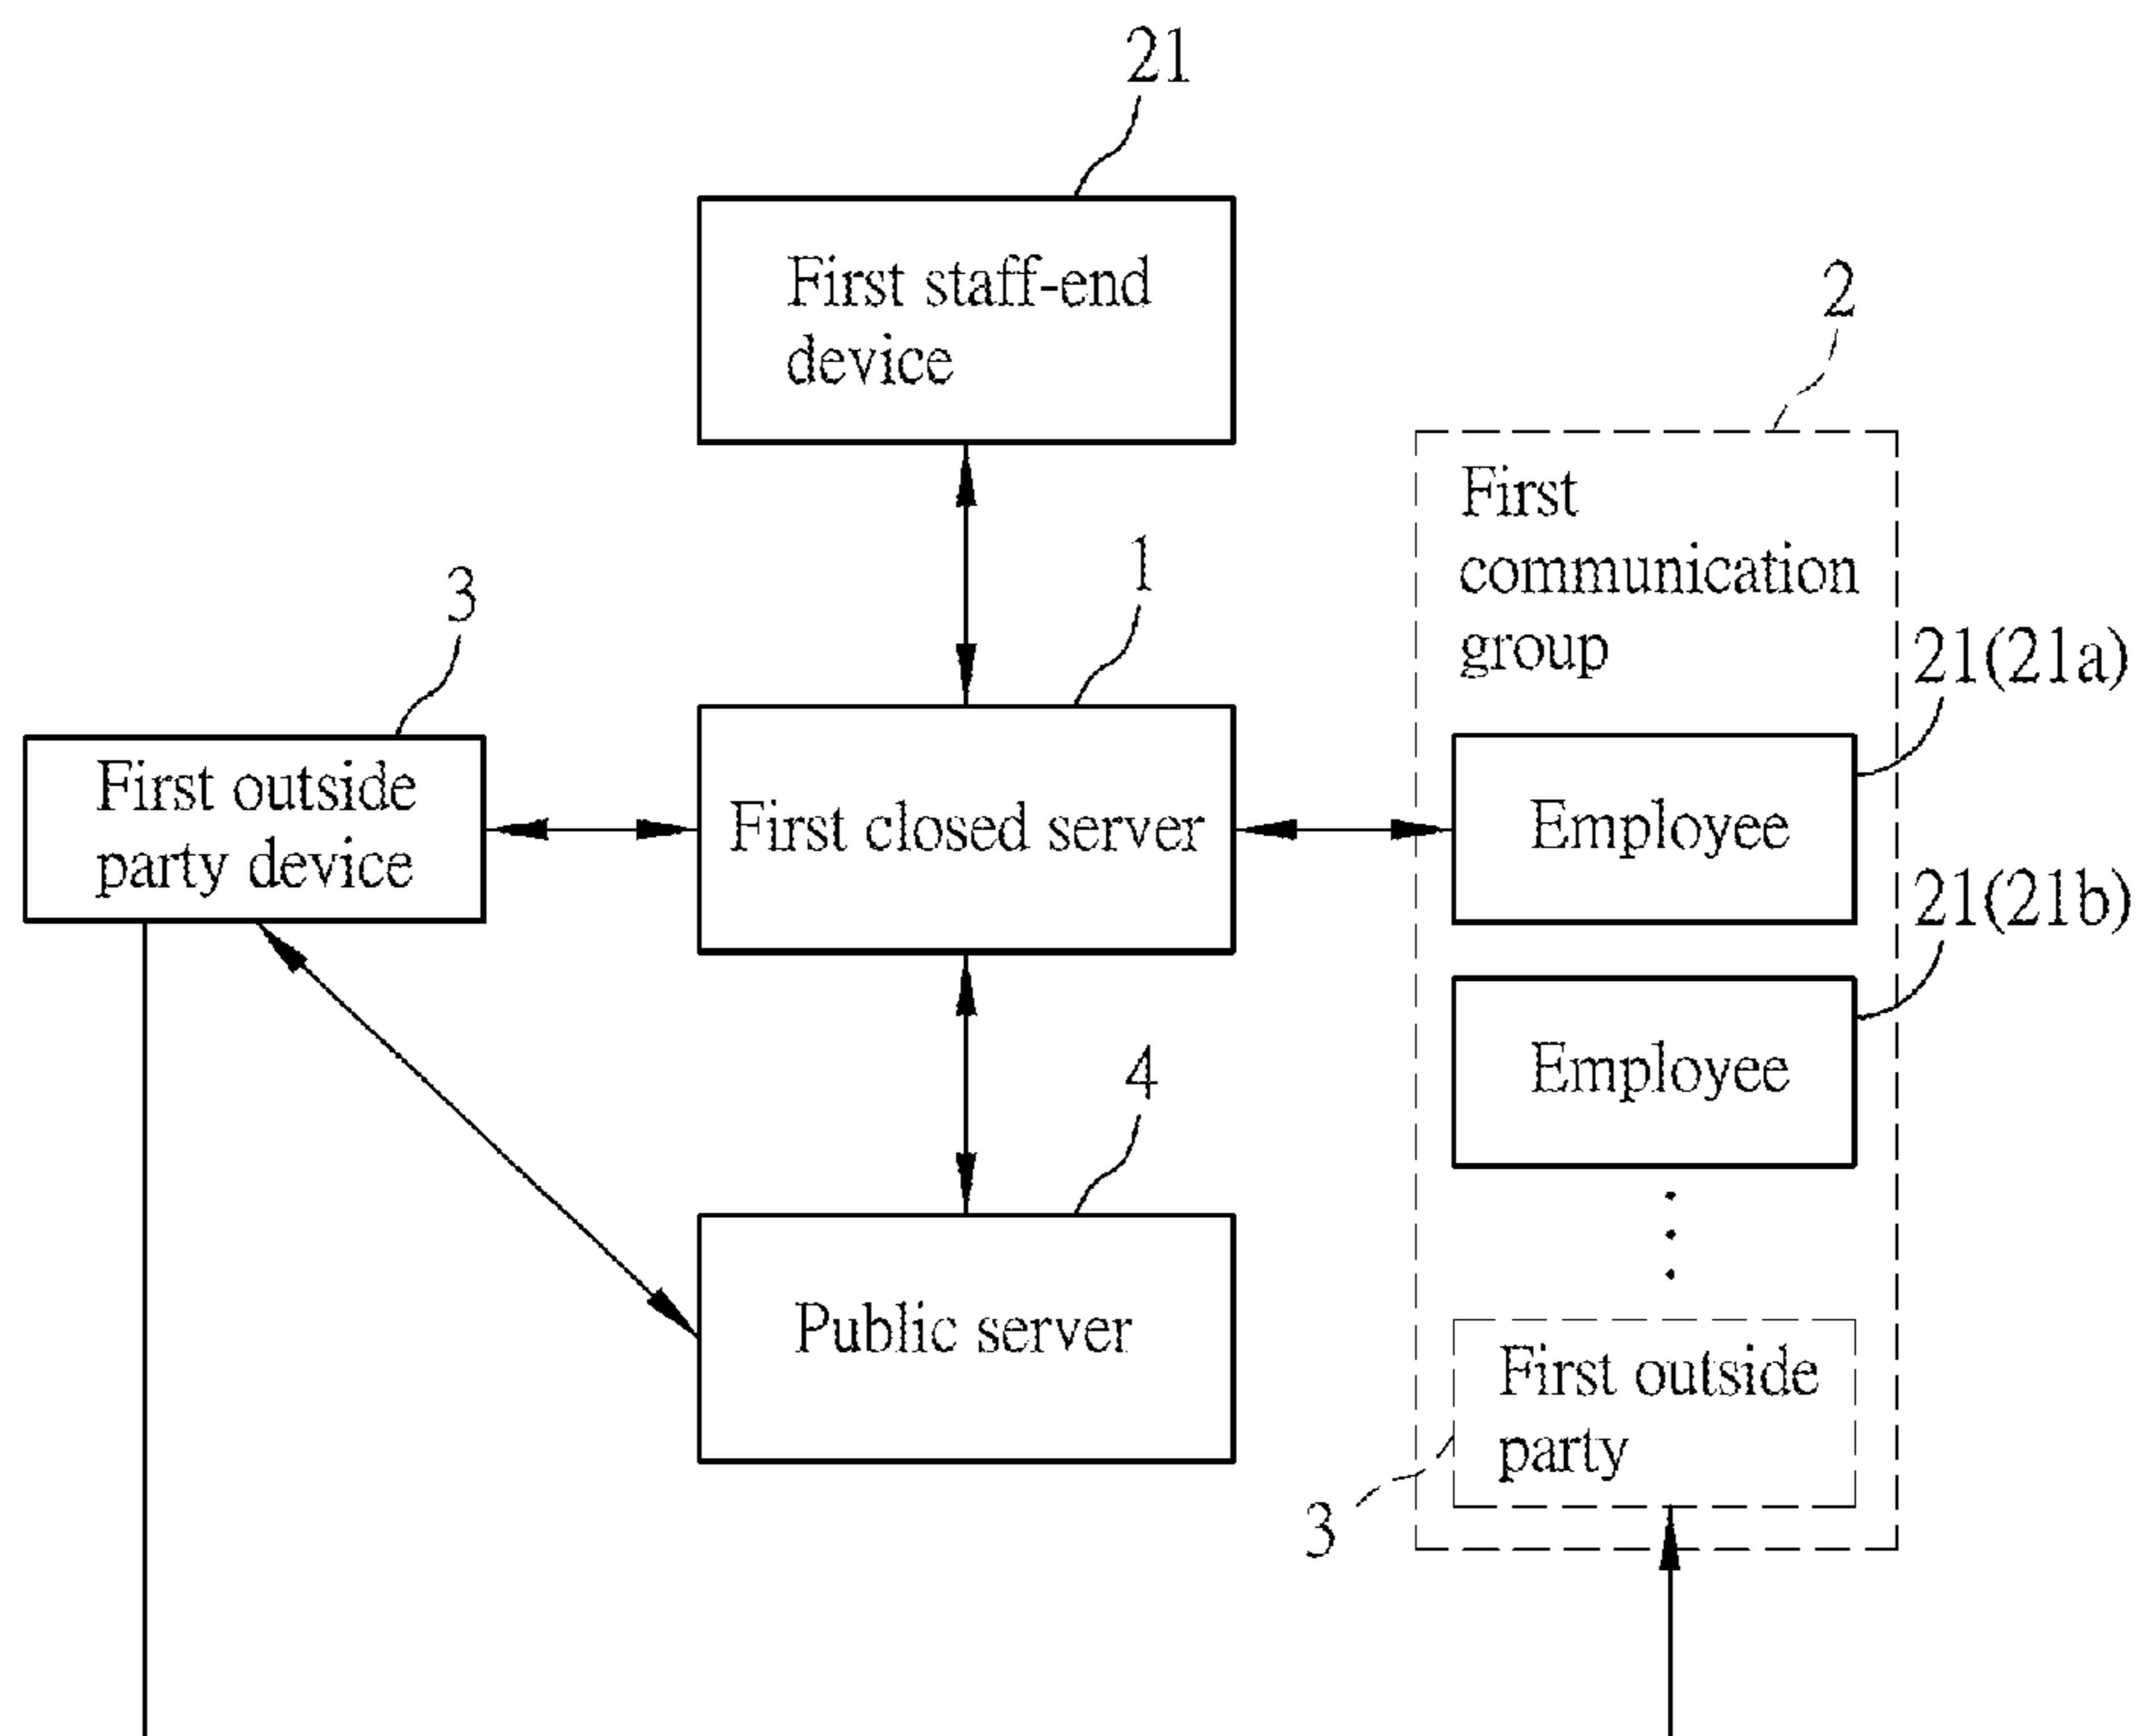 21
First staff-end
device
2
First
communication
group
1
3
21(21a)
First outside
party device
First closed server
Employee
21(21b)
Employee
4
Public server
First outside
party
3